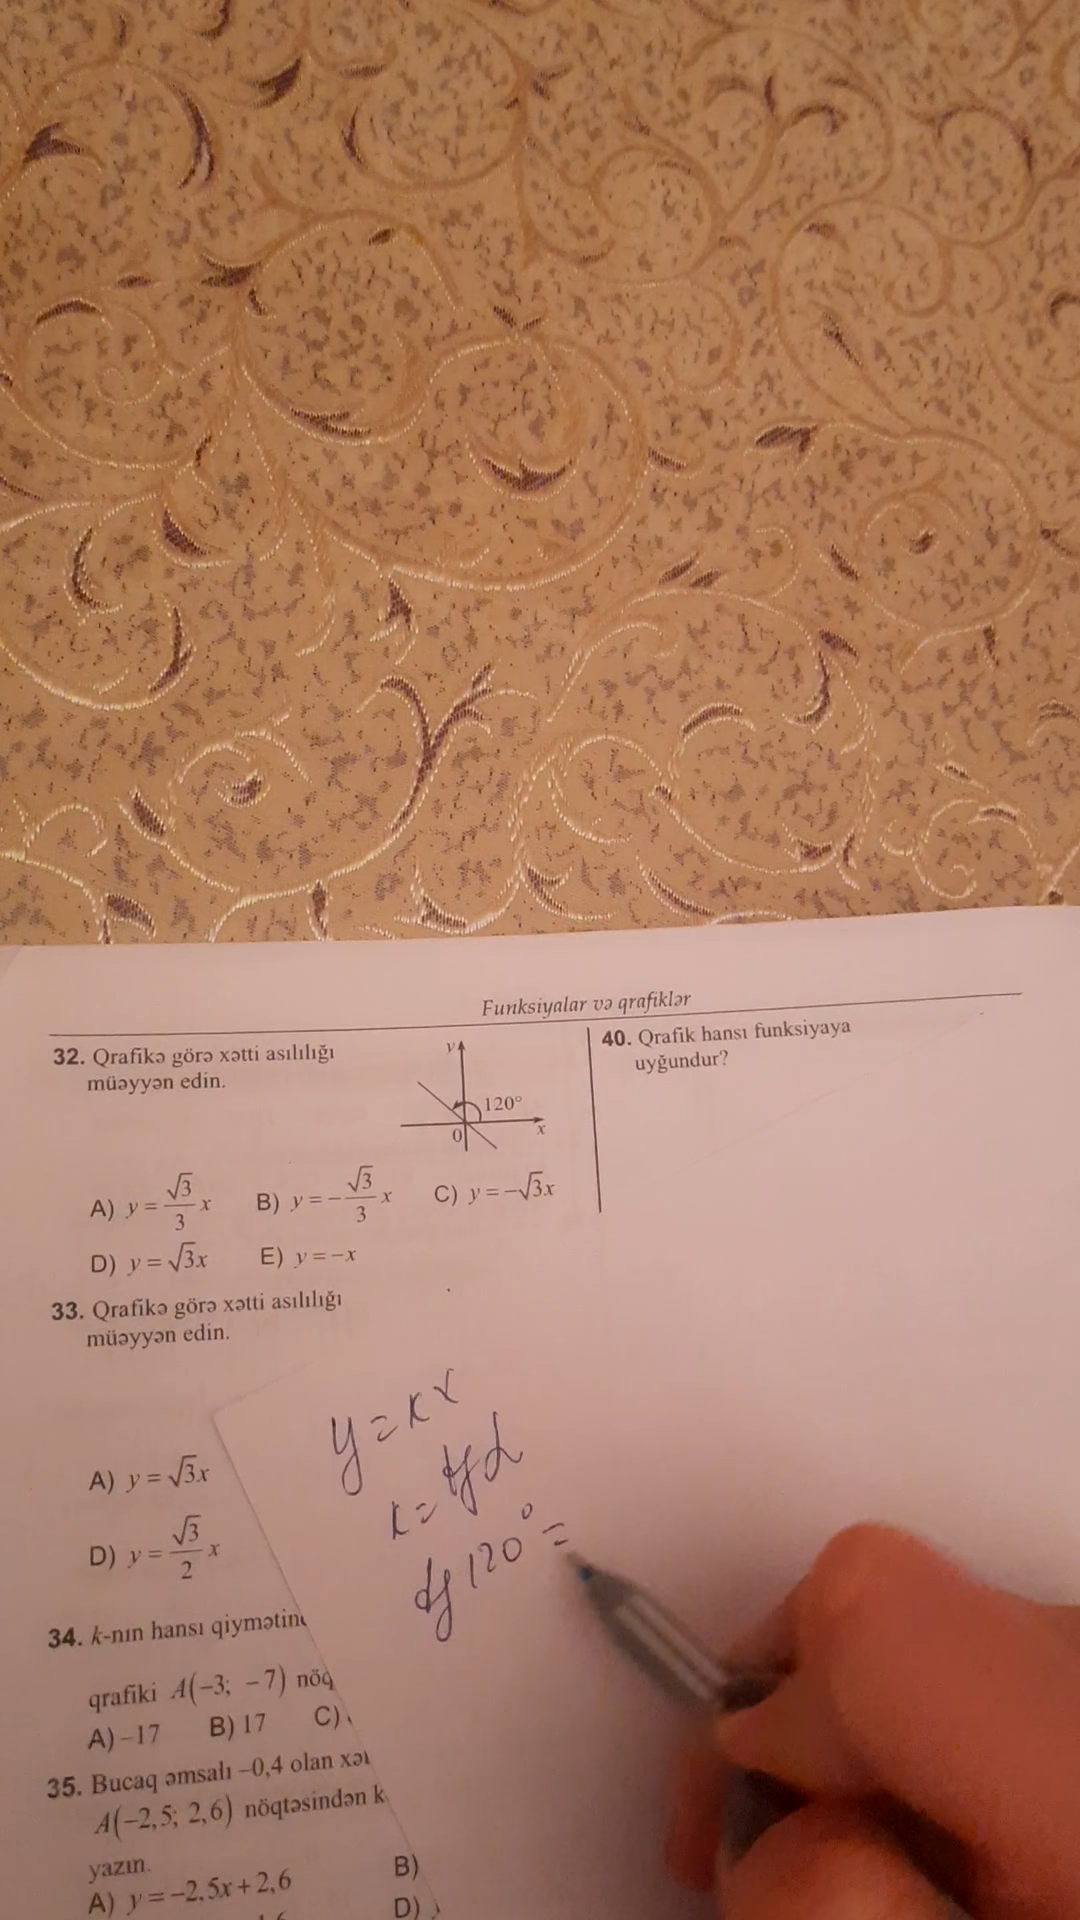 Funksiyalar və qrafiklər
32. Qrafikə görə xətti asılılığı
müəyyən edin.
y
120°
0
x
A) y = √3/3 x B) y = −√3/3 x C) y = −√3x
D) y = √3x E) y = −x
33. Qrafikə görə xətti asılılığı
müəyyən edin.
A) y = √3x
D) y = √3/2 x
34. k-nın hansı
qrafiki A(−3; −7)
A) −17 B) 17 C)
35. Bucaq əmsalı −0,4 olan
A(−2,5; 2,6) nöqtəsindən
yazın.
A) y = −2,5x + 2,6
B)
D)
40. Qrafik hansı funksiyaya
uyğundur?
y = kx
k = tgα
tg 120° =